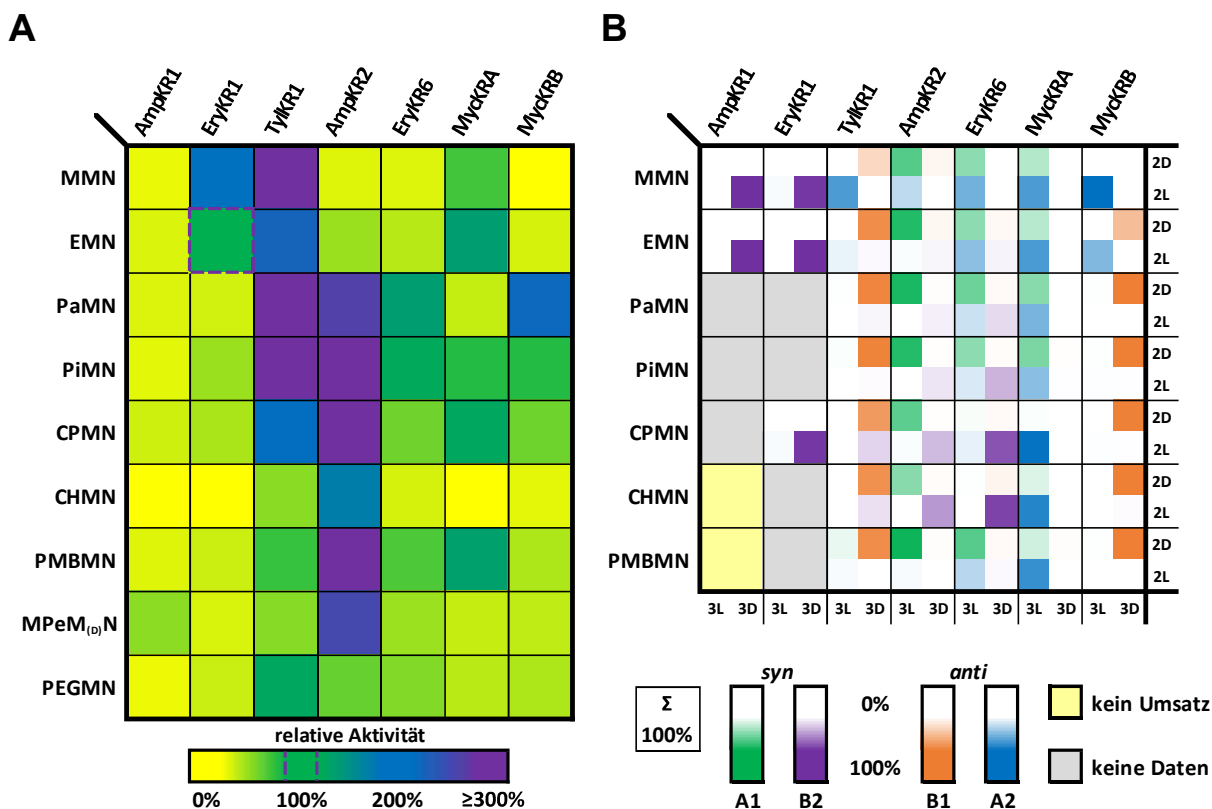 A
B
AmpKR1 EryKR1 TylKR1 AmpKR2 EryKR6 MycKRA MycKRB
AmpKR1 EryKR1 TylKR1 AmpKR2 EryKR6 MycKRA MycKRB
MMN
EMN
PaMN
PiMN
CPMN
CHMN
PMBMN
MPeM(D)N
PEGMN
relative Aktivität
0% 100% 200% ≥300%
MMN
EMN
PaMN
PiMN
CPMN
CHMN
PMBMN
2D
2L
2D
2L
2D
2L
2D
2L
2D
2L
2D
2L
2D
2L
3L 3D 3L 3D 3L 3D 3L 3D 3L 3D 3L 3D 3L 3D
Σ
100%
syn
anti
0%
100%
A1 B2 B1 A2
kein Umsatz
keine Daten